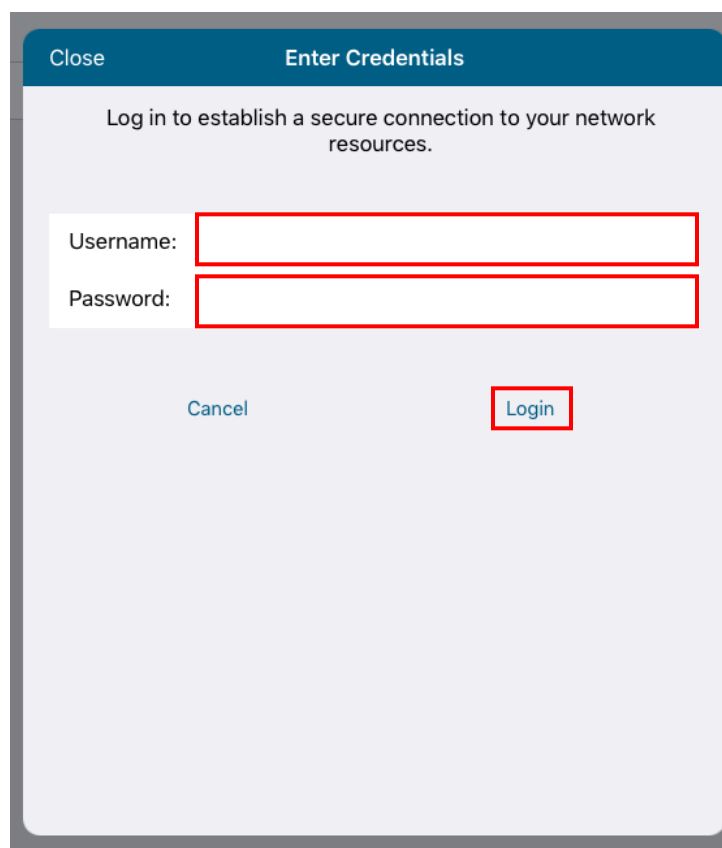 Close
Enter Credentials
Log in to establish a secure connection to your network
resources.
Username:
Password:
Cancel
Login